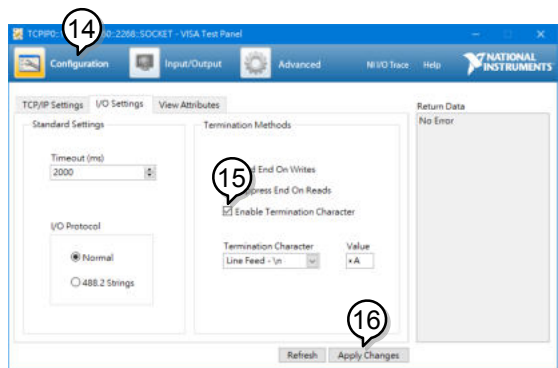 TCPIP0: 50::2268::SOCKET - VISA Test Panel
14
Configuration Input/Output Advanced NI I/O Trace Help NATIONAL INSTRUMENTS
TCP/IP Settings I/O Settings View Attributes
Return Data
Standard Settings
Termination Methods
No Error
Timeout (ms)
2000
End On Writes
15
End On Reads
Enable Termination Character
I/O Protocol
Termination Character Value
Normal
Line Feed - \n
A
488.2 Strings
16
Refresh Apply Changes